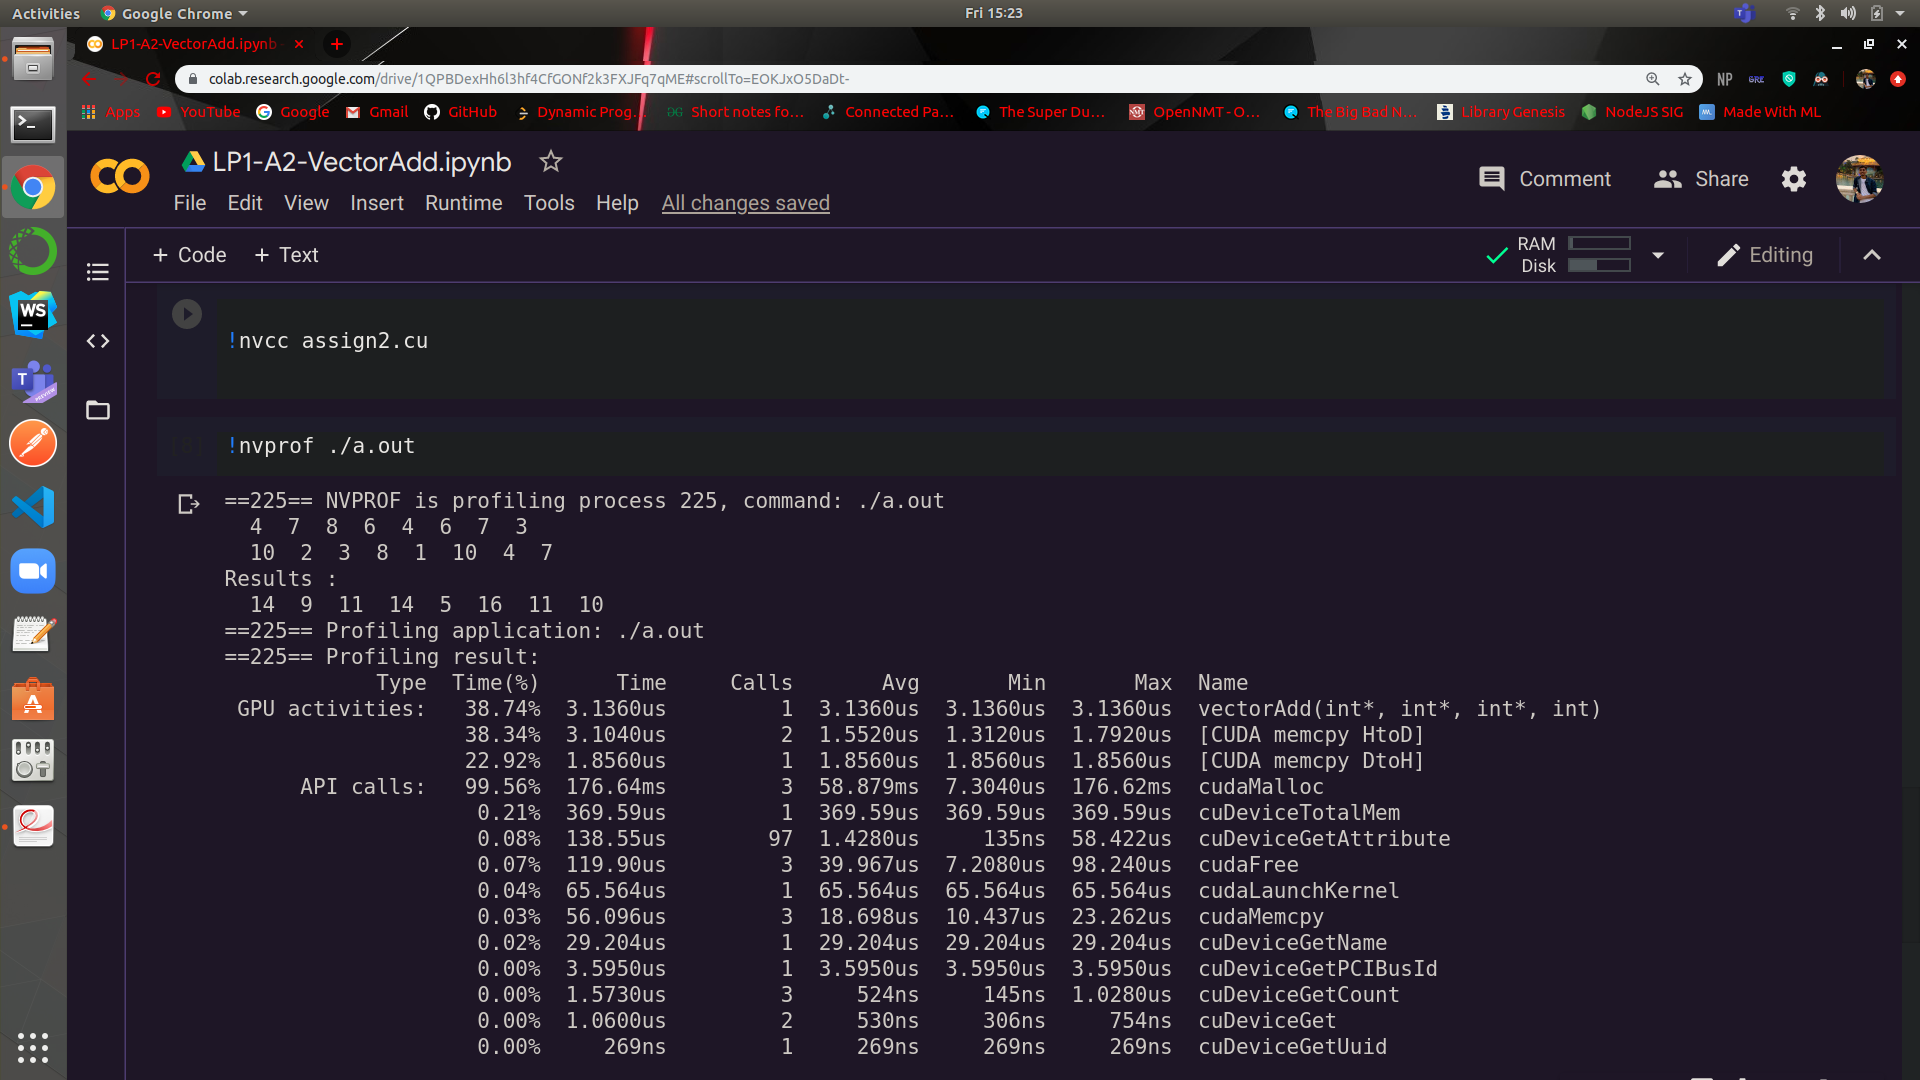 Activities Google Chrome Fri 15:23
LP1-A2-VectorAdd.ipynb
colab.research.google.com/drive/1QPBDexHh6l3hf4CfGONf2k3FXJFq7qME#scrollTo=EOKJxO5DaDt-
Apps YouTube Google Gmail GitHub Dynamic Prog... Short notes fo... Connected Pa... The Super Du... OpenNMT - O... The Big Bad N... Library Genesis NodeJS SIG Made With ML
LP1-A2-VectorAdd.ipynb
Comment Share
File Edit View Insert Runtime Tools Help All changes saved
+ Code + Text RAM Disk Editing
!nvcc assign2.cu
!nvprof ./a.out
==225== NVPROF is profiling process 225, command: ./a.out
4 7 8 6 4 6 7 3
10 2 3 8 1 10 4 7
Results :
14 9 11 14 5 16 11 10
==225== Profiling application: ./a.out
==225== Profiling result:
Type Time(%) Time Calls Avg Min Max Name
GPU activities: 38.74% 3.1360us 1 3.1360us 3.1360us 3.1360us vectorAdd(int*, int*, int*, int)
38.34% 3.1040us 2 1.5520us 1.3120us 1.7920us [CUDA memcpy HtoD]
22.92% 1.8560us 1 1.8560us 1.8560us 1.8560us [CUDA memcpy DtoH]
API calls: 99.56% 176.64ms 3 58.879ms 7.3040us 176.62ms cudaMalloc
0.21% 369.59us 1 369.59us 369.59us 369.59us cuDeviceTotalMem
0.08% 138.55us 97 1.4280us 135ns 58.422us cuDeviceGetAttribute
0.07% 119.90us 3 39.967us 7.2080us 98.240us cudaFree
0.04% 65.564us 1 65.564us 65.564us 65.564us cudaLaunchKernel
0.03% 56.096us 3 18.698us 10.437us 23.262us cudaMemcpy
0.02% 29.204us 1 29.204us 29.204us 29.204us cuDeviceGetName
0.00% 3.5950us 1 3.5950us 3.5950us 3.5950us cuDeviceGetPCIBusId
0.00% 1.5730us 3 524ns 145ns 1.0280us cuDeviceGetCount
0.00% 1.0600us 2 530ns 306ns 754ns cuDeviceGet
0.00% 269ns 1 269ns 269ns 269ns cuDeviceGetUuid